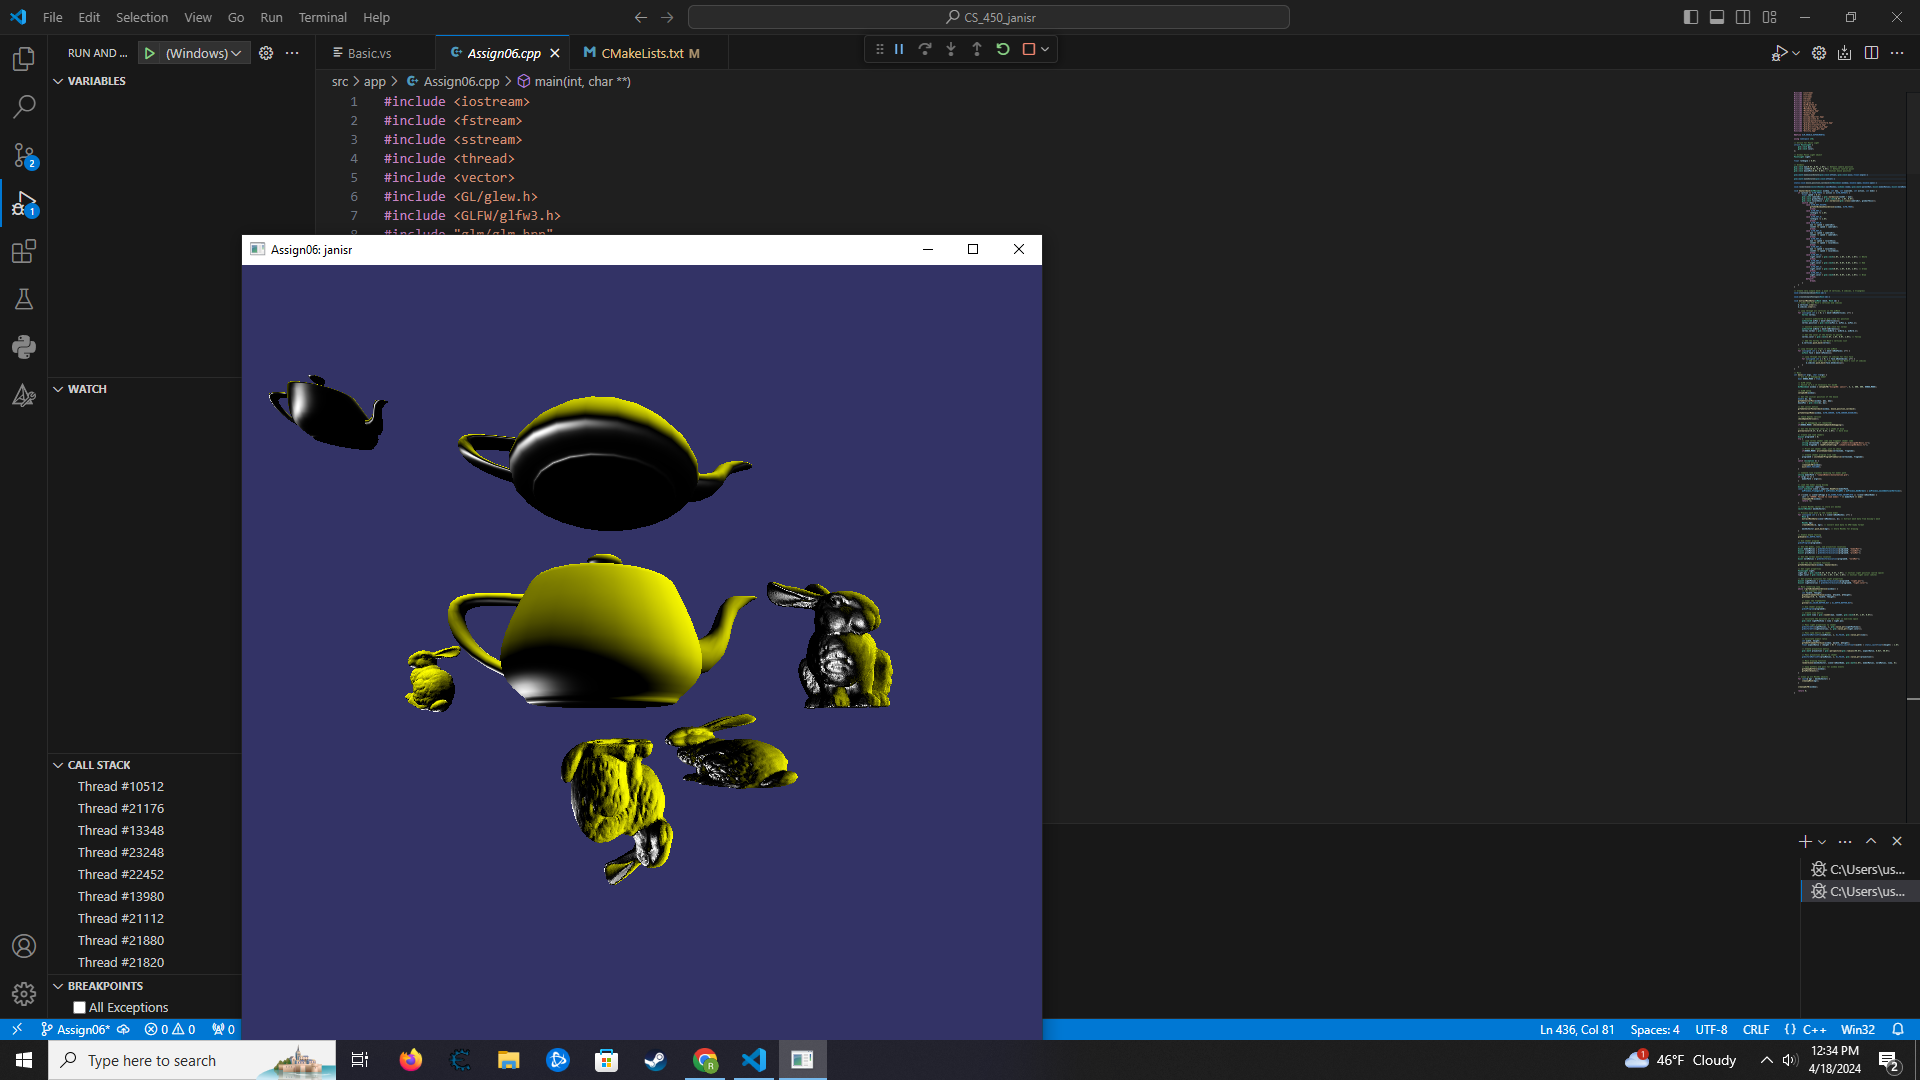 File Edit Selection View Go Run Terminal Help
CS_450_janisr
RUN AND ... (Windows)
Basic.vs
Assign06.cpp
CMakeLists.txt M
VARIABLES
src > app > Assign06.cpp > main(int, char **)
1 #include <iostream>
2 #include <fstream>
3 #include <sstream>
4 #include <thread>
5 #include <vector>
6 #include <GL/glew.h>
7 #include <GLFW/glfw3.h>
8 #include "glm/glm.hpp"
2
1
Assign06: janisr
WATCH
CALL STACK
Thread #10512
Thread #21176
Thread #13348
Thread #23248
Thread #22452
Thread #13980
Thread #21112
Thread #21880
Thread #21820
BREAKPOINTS
All Exceptions
C:\Users\us...
C:\Users\us...
Assign06* 0 0 0
Ln 436, Col 81 Spaces: 4 UTF-8 CRLF {} C++ Win32
Type here to search
1 46°F Cloudy
12:34 PM
4/18/2024
2